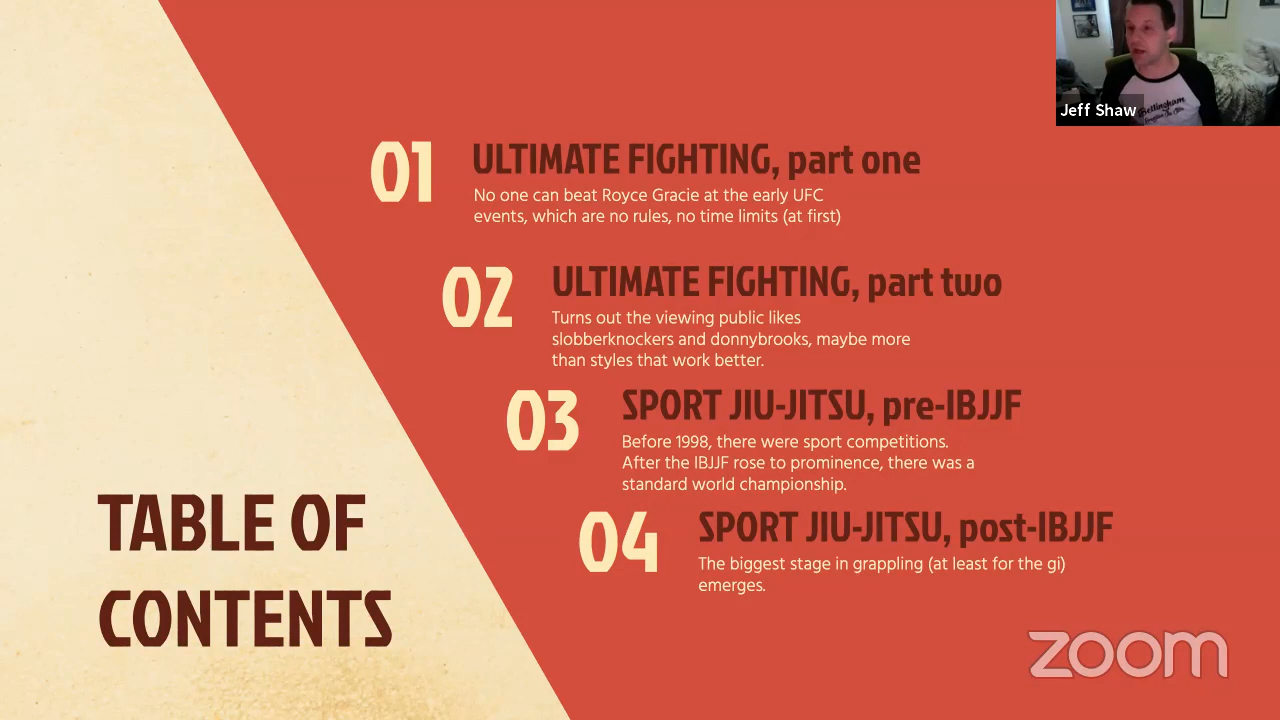 Jeff Shaw
Bellingham
01
ULTIMATE FIGHTING, part one
No one can beat Royce Gracie at the early UFC
events, which are no rules, no time limits (at first)
02
ULTIMATE FIGHTING, part two
Turns out the viewing public likes
slobberknockers and donnybrooks, maybe more
than styles that work better.
03
SPORT JIU-JITSU, pre-IBJJF
Before 1998, there were sport competitions.
After the IBJJF rose to prominence, there was a
standard world championship.
04
SPORT JIU-JITSU, post-IBJJF
The biggest stage in grappling (at least for the gi)
emerges.
TABLE OF
CONTENTS
zoom